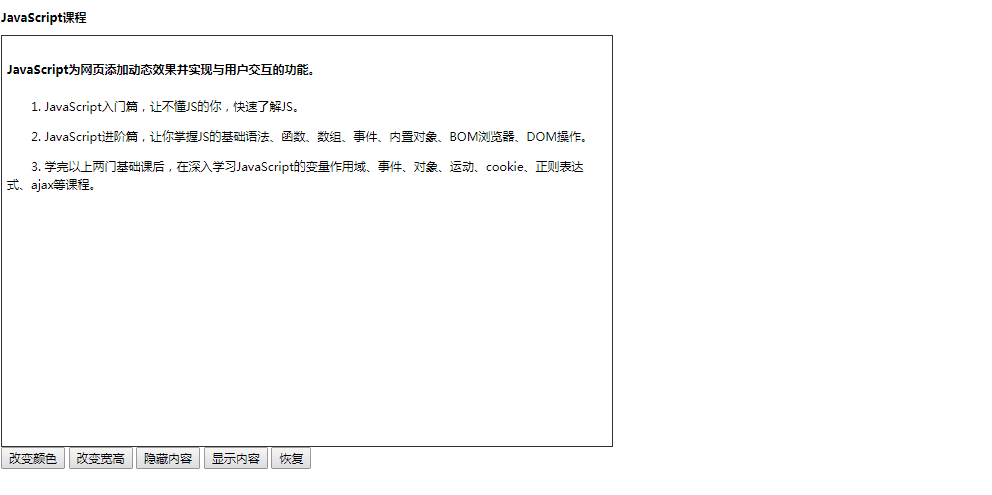 JavaScript课程
JavaScript为网页添加动态效果并实现与用户交互的功能。
1. JavaScript入门篇，让不懂JS的你，快速了解JS。
2. JavaScript进阶篇，让你掌握JS的基础语法、函数、数组、事件、内置对象、BOM浏览器、DOM操作。
3. 学完以上两门基础课后，在深入学习JavaScript的变量作用域、事件、对象、运动、cookie、正则表达
式、ajax等课程。
改变颜色 改变宽高 隐藏内容 显示内容 恢复